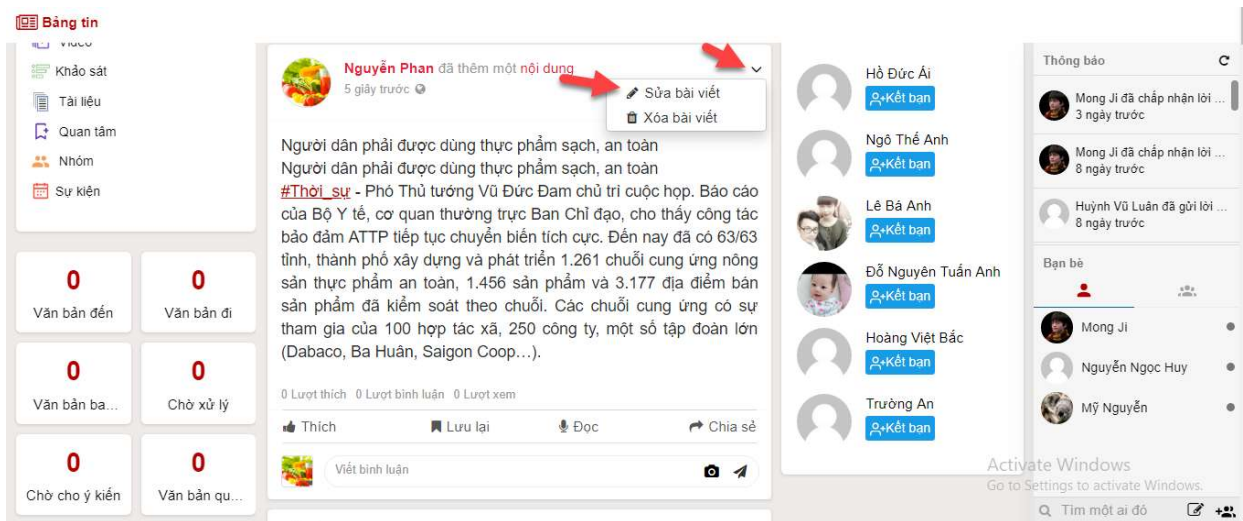 Bảng tin
Video
Khảo sát
Tài liệu
Quan tâm
Nhóm
Sự kiện
0
Văn bản đến
0
Văn bản đi
0
Văn bản ba...
0
Chờ xử lý
0
Chờ cho ý kiến
0
Văn bản qu...
Nguyễn Phan đã thêm một nội dung
5 giây trước
Sửa bài viết
Xóa bài viết
Người dân phải được dùng thực phẩm sạch, an toàn
Người dân phải được dùng thực phẩm sạch, an toàn
#Thời_sự - Phó Thủ tướng Vũ Đức Đam chủ trì cuộc họp. Báo cáo
của Bộ Y tế, cơ quan thường trực Ban Chỉ đạo, cho thấy công tác
bảo đảm ATTP tiếp tục chuyển biến tích cực. Đến nay đã có 63/63
tỉnh, thành phố xây dựng và phát triển 1.261 chuỗi cung ứng nông
sản thực phẩm an toàn, 1.456 sản phẩm và 3.177 địa điểm bán
sản phẩm đã kiểm soát theo chuỗi. Các chuỗi cung ứng có sự
tham gia của 100 hợp tác xã, 250 công ty, một số tập đoàn lớn
(Dabaco, Ba Huân, Saigon Coop…).
0 Lượt thích 0 Lượt bình luận 0 Lượt xem
Thích Lưu lại Đọc Chia sẻ
Viết bình luận
Hồ Đức Ái
Kết bạn
Ngô Thế Anh
Kết bạn
Lê Bá Anh
Kết bạn
Đỗ Nguyên Tuấn Anh
Kết bạn
Hoàng Việt Bắc
Kết bạn
Trường An
Kết bạn
Thông báo
Mong Ji đã chấp nhận lời ...
3 ngày trước
Mong Ji đã chấp nhận lời ...
8 ngày trước
Huỳnh Vũ Luân đã gửi lời ...
8 ngày trước
Bạn bè
Mong Ji
Nguyễn Ngọc Huy
Mỹ Nguyễn
Activate Windows
Go to Settings to activate Windows.
Tìm một ai đó